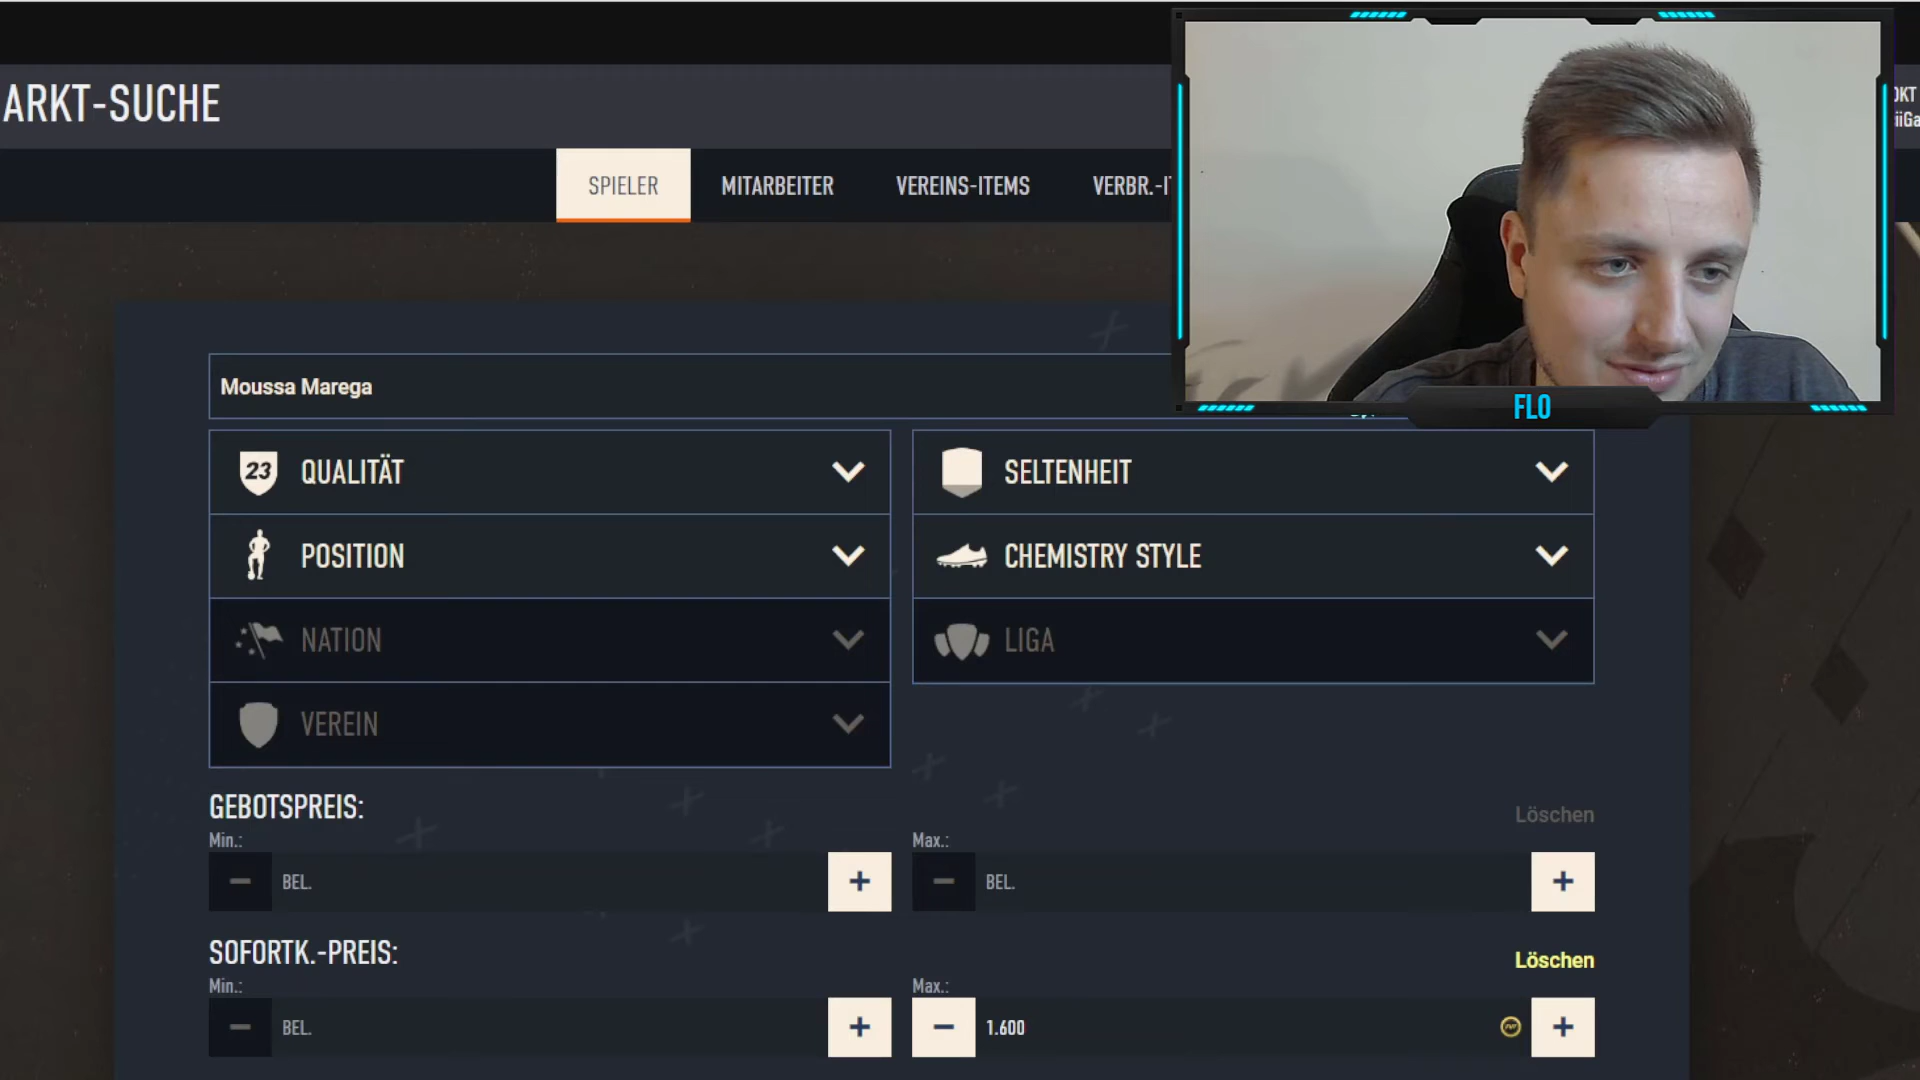 ARKT-SUCHE
SPIELER
MITARBEITER
VEREINS-ITEMS
VERBR.-I
Moussa Marega
FLO
23 QUALITÄT
SELTENHEIT
POSITION
CHEMISTRY STYLE
NATION
LIGA
VEREIN
GEBOTSPREIS:
Löschen
Min.:
Max.:
BEL.
BEL.
SOFORTK.-PREIS:
Löschen
Min.:
Max.:
BEL.
1.600